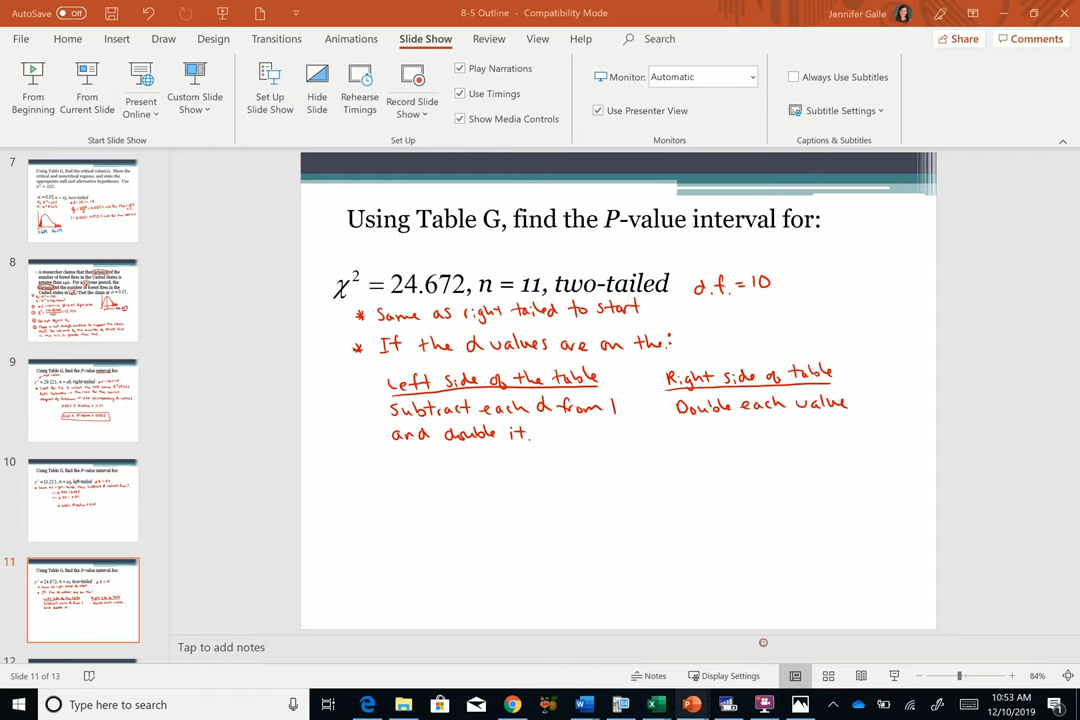 AutoSave Off
8-5 Outline - Compatibility Mode
Jennifer Galle
File Home Insert Draw Design Transitions Animations Slide Show Review View Help Search Share Comments
From Beginning
From Current Slide
Present Online
Custom Slide Show
Set Up Slide Show
Hide Slide
Rehearse Timings
Record Slide Show
Play Narrations
Use Timings
Show Media Controls
Monitor: Automatic
Use Presenter View
Always Use Subtitles
Subtitle Settings
Start Slide Show
Set Up
Monitors
Captions & Subtitles
7
8
9
10
11
12
Using Table G, find the P-value interval for:
χ² = 24.672, n = 11, two-tailed d.f. = 10
* Same as right tailed to start
* If the d values are on the:
Left side of the table
Subtract each d from 1
and double it.
Right side of table
Double each value
Tap to add notes
Slide 11 of 13
Notes
Display Settings
84%
Type here to search
10:53 AM
12/10/2019